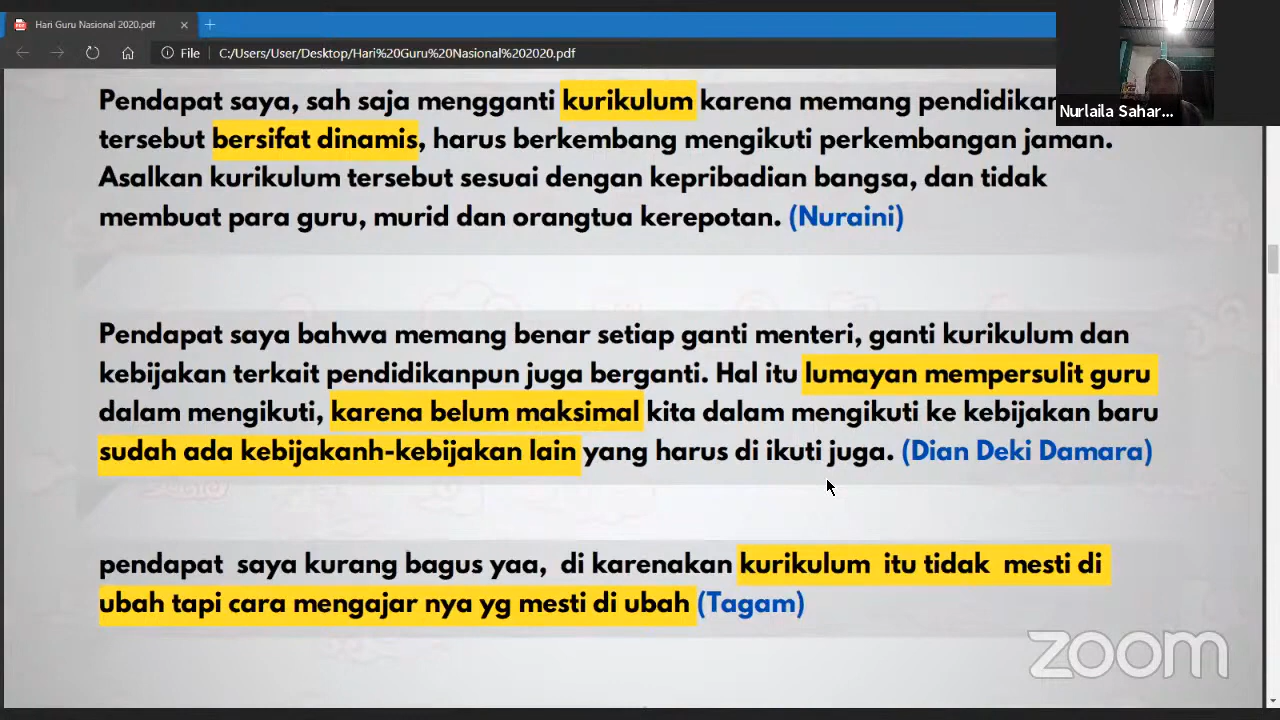 Hari Guru Nasional 2020.pdf
File
C:/Users/User/Desktop/Hari%20Guru%20Nasional%202020.pdf
Nurlaila Sahar...
Pendapat saya, sah saja mengganti kurikulum karena memang pendidikan
tersebut bersifat dinamis, harus berkembang mengikuti perkembangan jaman.
Asalkan kurikulum tersebut sesuai dengan kepribadian bangsa, dan tidak
membuat para guru, murid dan orangtua kerepotan. (Nuraini)
Pendapat saya bahwa memang benar setiap ganti menteri, ganti kurikulum dan
kebijakan terkait pendidikanpun juga berganti. Hal itu lumayan mempersulit guru
dalam mengikuti, karena belum maksimal kita dalam mengikuti ke kebijakan baru
sudah ada kebijakanh-kebijakan lain yang harus di ikuti juga. (Dian Deki Damara)
pendapat saya kurang bagus yaa, di karenakan kurikulum itu tidak mesti di
ubah tapi cara mengajar nya yg mesti di ubah (Tagam)
zoom